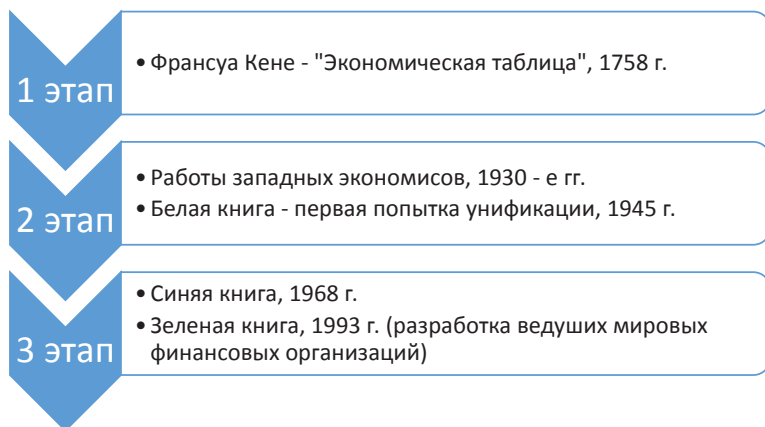 1 этап
• Франсуа Кене - "Экономическая таблица", 1758 г.
2 этап
• Работы западных экономисов, 1930 - е гг.
• Белая книга - первая попытка унификации, 1945 г.
3 этап
• Синяя книга, 1968 г.
• Зеленая книга, 1993 г. (разработка ведуших мировых
финансовых организаций)